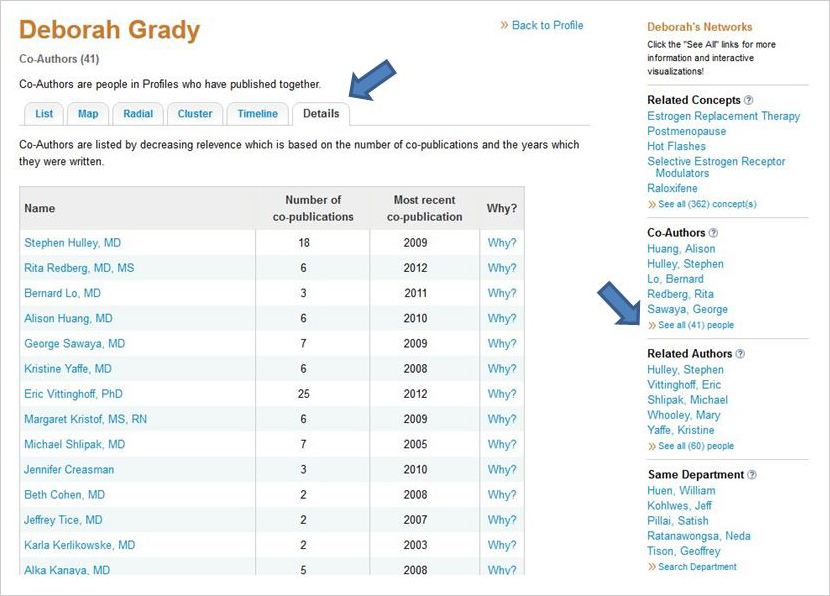 Deborah Grady
» Back to Profile
Co-Authors (41)
Co-Authors are people in Profiles who have published together.
List Map Radial Cluster Timeline Details
Co-Authors are listed by decreasing relevence which is based on the number of co-publications and the years which
they were written.
Name Number of co-publications Most recent co-publication Why?
Stephen Hulley, MD 18 2009 Why?
Rita Redberg, MD, MS 6 2012 Why?
Bernard Lo, MD 3 2011 Why?
Alison Huang, MD 6 2010 Why?
George Sawaya, MD 7 2009 Why?
Kristine Yaffe, MD 6 2008 Why?
Eric Vittinghoff, PhD 25 2012 Why?
Margaret Kristof, MS, RN 6 2009 Why?
Michael Shlipak, MD 7 2005 Why?
Jennifer Creasman 3 2010 Why?
Beth Cohen, MD 2 2008 Why?
Jeffrey Tice, MD 2 2007 Why?
Karla Kerlikowske, MD 2 2003 Why?
Alka Kanaya, MD 5 2008 Why?
Deborah's Networks
Click the "See All" links for more
information and interactive
visualizations!
Related Concepts ?
Estrogen Replacement Therapy
Postmenopause
Hot Flashes
Selective Estrogen Receptor
Modulators
Raloxifene
» See all (362) concept(s)
Co-Authors ?
Huang, Alison
Hulley, Stephen
Lo, Bernard
Redberg, Rita
Sawaya, George
» See all (41) people
Related Authors ?
Hulley, Stephen
Vittinghoff, Eric
Shlipak, Michael
Whooley, Mary
Yaffe, Kristine
» See all (60) people
Same Department ?
Huen, William
Kohlwes, Jeff
Pillai, Satish
Ratanawongsa, Neda
Tison, Geoffrey
» Search Department